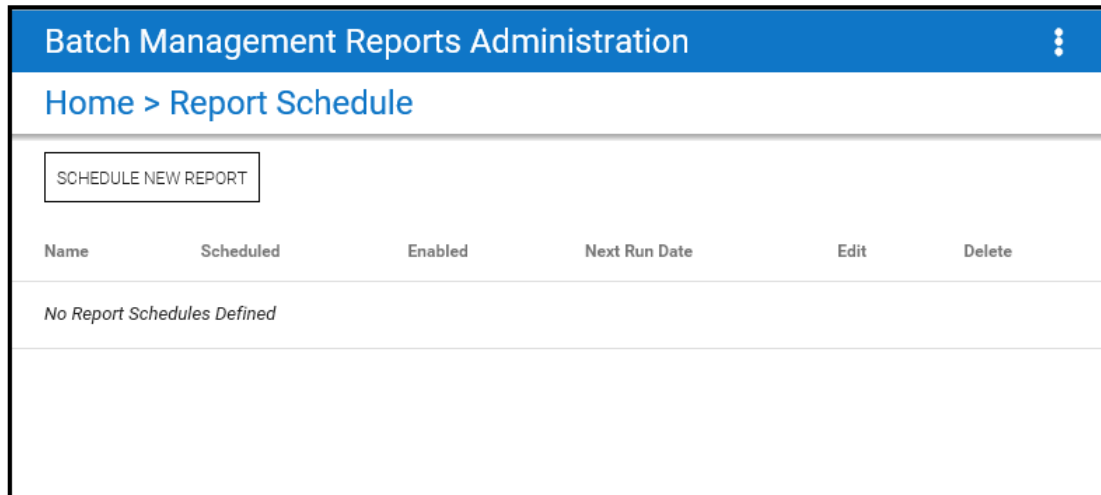 Batch Management Reports Administration
Home > Report Schedule
SCHEDULE NEW REPORT
Name Scheduled Enabled Next Run Date Edit Delete
No Report Schedules Defined